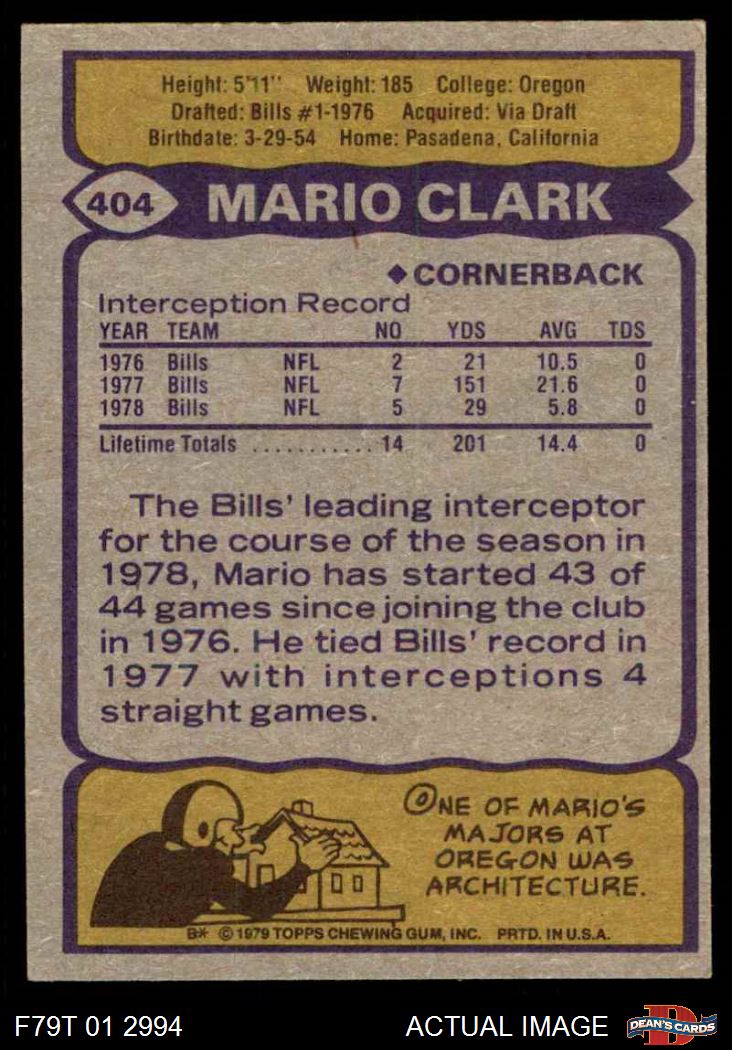 Height: 5'11'' Weight: 185 College: Oregon
Drafted: Bills #1-1976 Acquired: Via Draft
Birthdate: 3-29-54 Home: Pasadena, California
404 MARIO CLARK
◆CORNERBACK
Interception Record
YEAR TEAM NO YDS AVG TDS
1976 Bills NFL 2 21 10.5 0
1977 Bills NFL 7 151 21.6 0
1978 Bills NFL 5 29 5.8 0
Lifetime Totals ........... 14 201 14.4 0
The Bills' leading interceptor
for the course of the season in
1978, Mario has started 43 of
44 games since joining the club
in 1976. He tied Bills' record in
1977 with interceptions 4
straight games.
ONE OF MARIO'S
MAJORS AT
OREGON WAS
ARCHITECTURE.
B* © 1979 TOPPS CHEWING GUM, INC. PRTD. IN U.S.A.
F79T 01 2994 ACTUAL IMAGE D DEAN'S CARDS